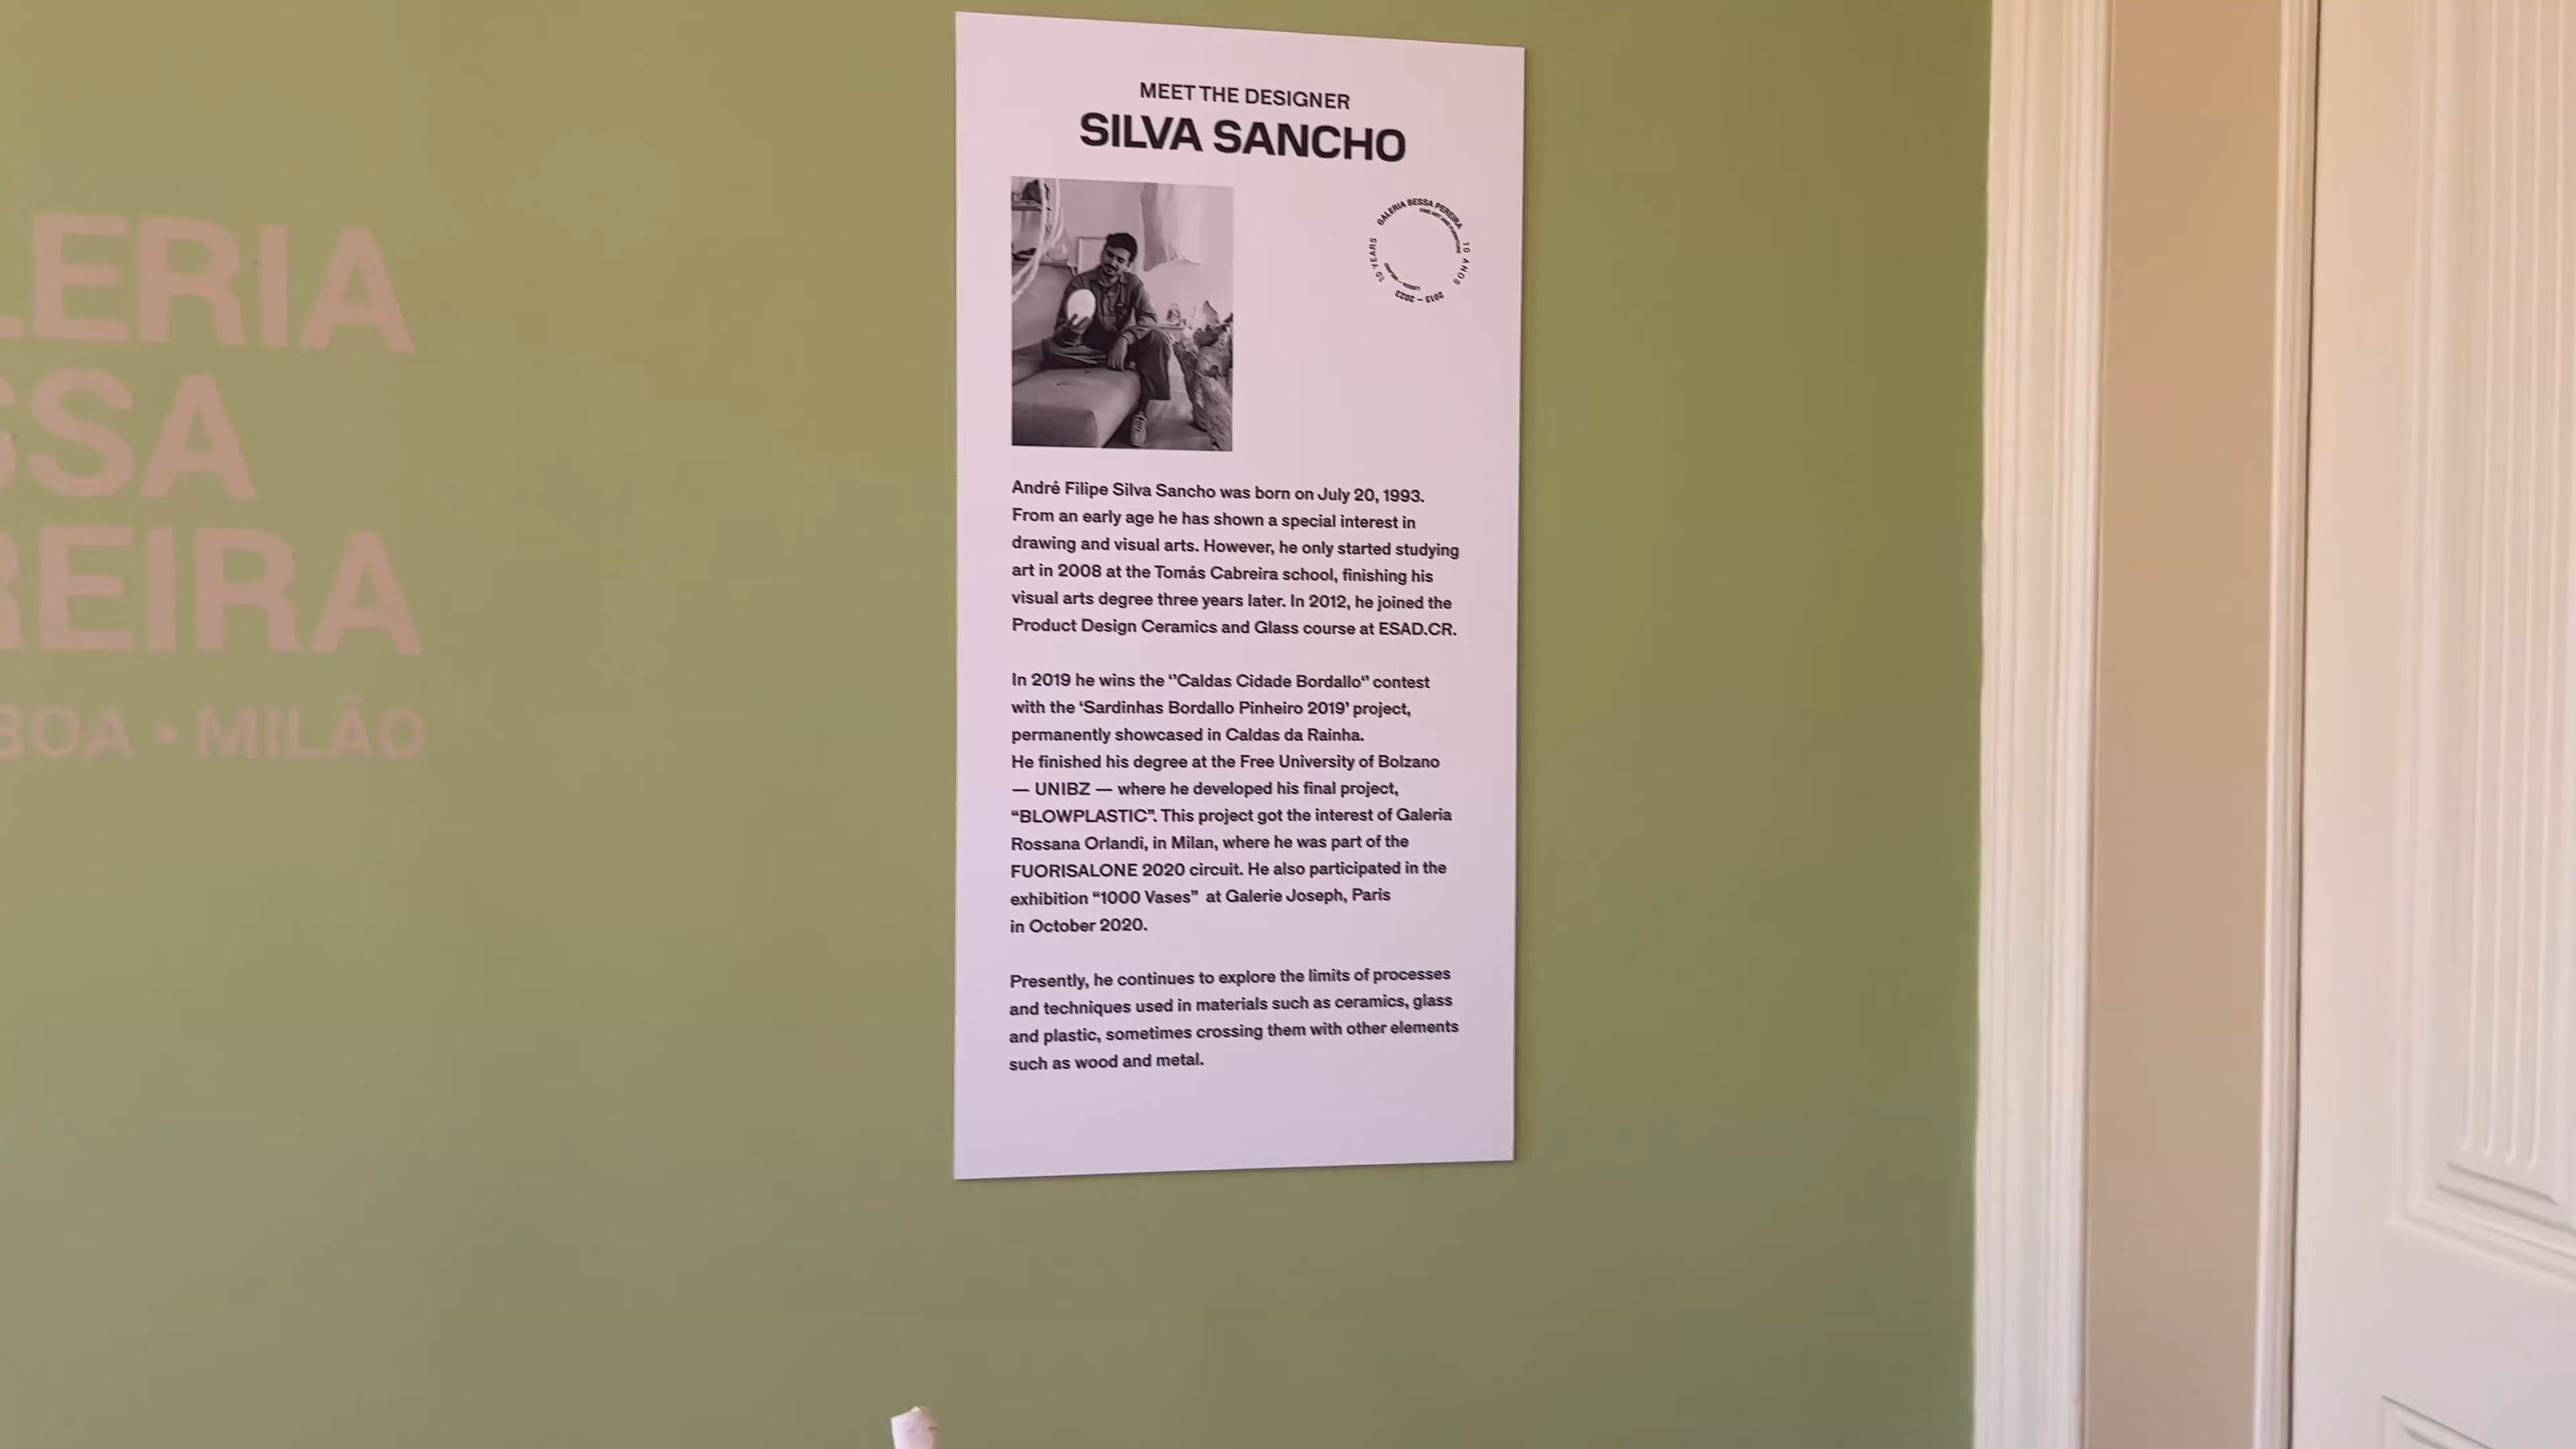 LERIA
SSA
REIRA
BOA • MILÃO
MEET THE DESIGNER
SILVA SANCHO
GALERIA BESSA PEREIRA
10 ANOS
2013 — 2023
10 YEARS
André Filipe Silva Sancho was born on July 20, 1993.
From an early age he has shown a special interest in
drawing and visual arts. However, he only started studying
art in 2008 at the Tomás Cabreira school, finishing his
visual arts degree three years later. In 2012, he joined the
Product Design Ceramics and Glass course at ESAD.CR.
In 2019 he wins the ‘’Caldas Cidade Bordallo‘’ contest
with the ‘Sardinhas Bordallo Pinheiro 2019’ project,
permanently showcased in Caldas da Rainha.
He finished his degree at the Free University of Bolzano
— UNIBZ — where he developed his final project,
“BLOWPLASTIC”. This project got the interest of Galeria
Rossana Orlandi, in Milan, where he was part of the
FUORISALONE 2020 circuit. He also participated in the
exhibition “1000 Vases” at Galerie Joseph, Paris
in October 2020.
Presently, he continues to explore the limits of processes
and techniques used in materials such as ceramics, glass
and plastic, sometimes crossing them with other elements
such as wood and metal.